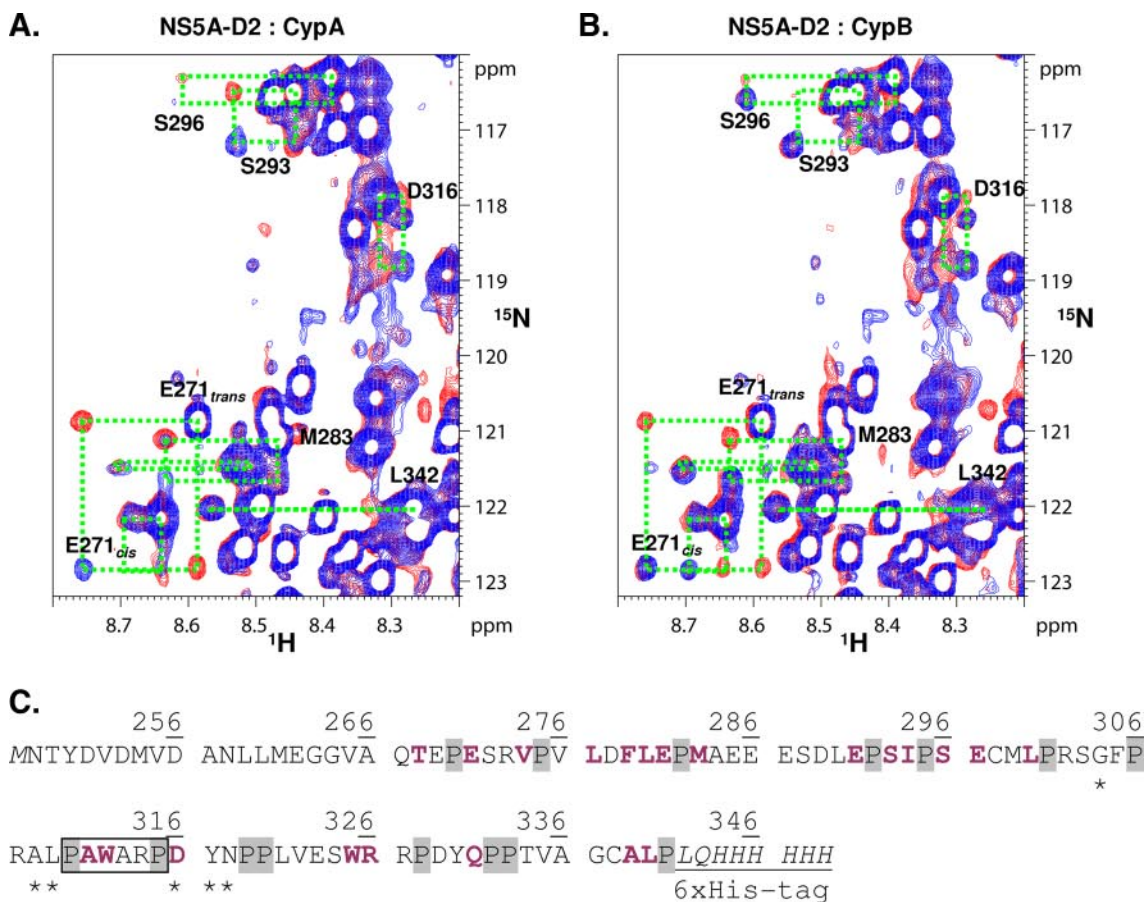 A. NS5A-D2 : CypA
ppm
S296
117
S293
D316
118
119
15N
120
E271trans
121
M283
L342
122
E271cis
123
8.7 8.6 8.5 8.4 8.3 ppm
1H
B. NS5A-D2 : CypB
ppm
S296
117
S293
D316
118
119
15N
120
E271trans
121
M283
L342
122
E271cis
123
8.7 8.6 8.5 8.4 8.3 ppm
1H
C.
256 266 276 286 296 306
MNTYDVDMVD ANLLMEGGVA QTEPESRVPV LDFLEPMAEE ESDLEPSIPS ECMLPRSGFP
*
316 326 336 346
RALPAWARPD YNPPLVESWR RPDYQPPTVA GCALPLQHHH HHH
** * **
6xHis-tag